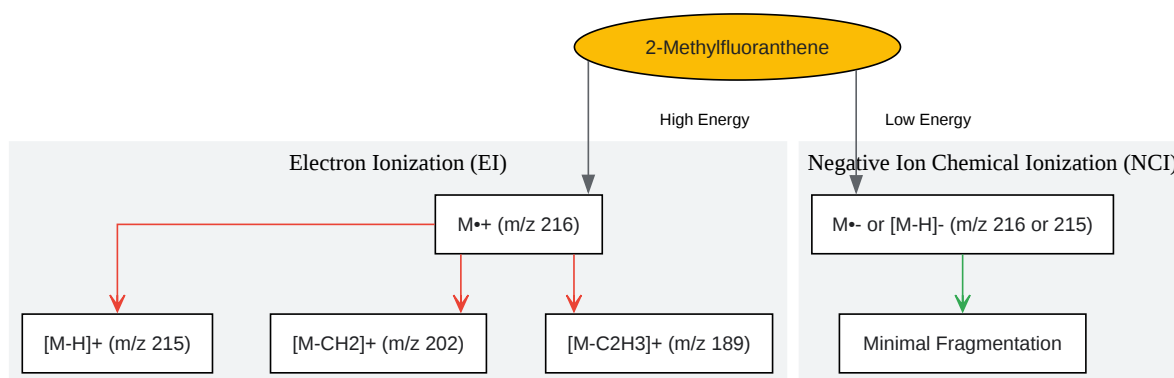 2-Methylfluoranthene
High Energy
Low Energy
Electron Ionization (EI)
Negative Ion Chemical Ionization (NCI)
M•+ (m/z 216)
M•- or [M-H]- (m/z 216 or 215)
[M-H]+ (m/z 215)
[M-CH2]+ (m/z 202)
[M-C2H3]+ (m/z 189)
Minimal Fragmentation